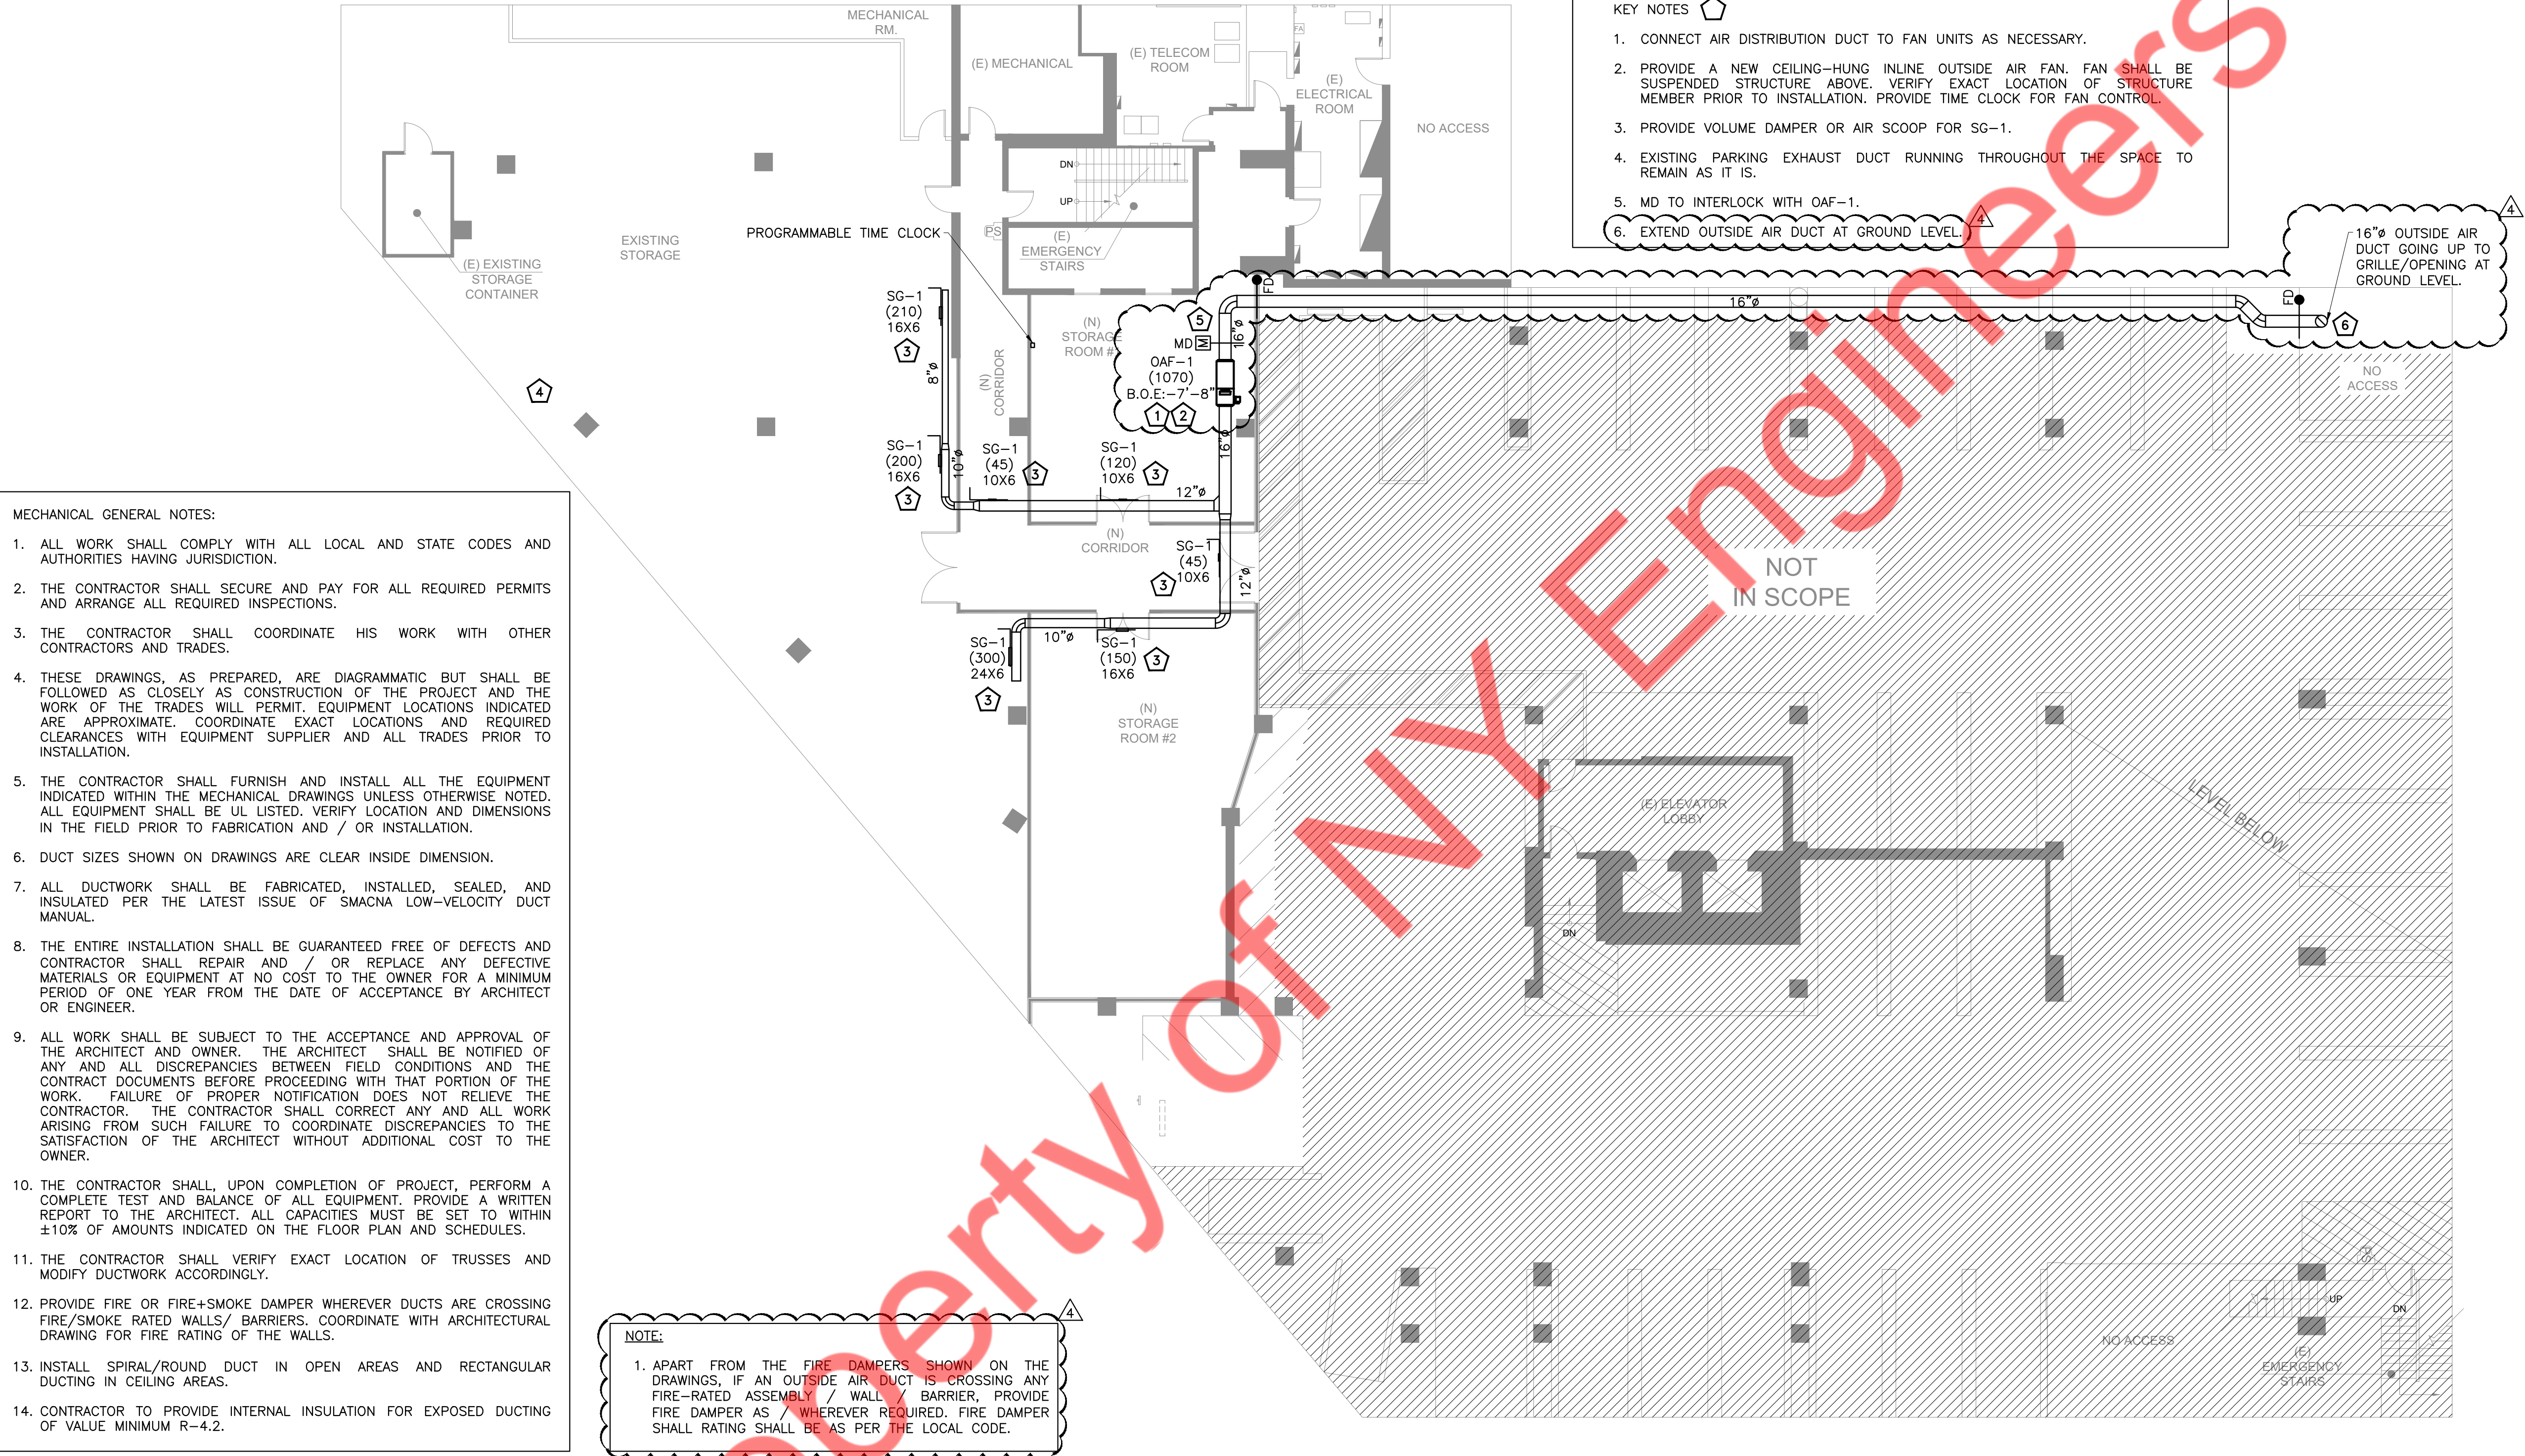 MECHANICAL
RM.
(E) MECHANICAL
(E) TELECOM
ROOM
FA
(E)
ELECTRICAL
ROOM
NO ACCESS
DN
UP
PS
(E)
EMERGENCY
STAIRS
EXISTING
STORAGE
(E) EXISTING
STORAGE
CONTAINER
PROGRAMMABLE TIME CLOCK
KEY NOTES
1. CONNECT AIR DISTRIBUTION DUCT TO FAN UNITS AS NECESSARY.
2. PROVIDE A NEW CEILING-HUNG INLINE OUTSIDE AIR FAN. FAN SHALL BE
SUSPENDED STRUCTURE ABOVE. VERIFY EXACT LOCATION OF STRUCTURE
MEMBER PRIOR TO INSTALLATION. PROVIDE TIME CLOCK FOR FAN CONTROL.
3. PROVIDE VOLUME DAMPER OR AIR SCOOP FOR SG-1.
4. EXISTING PARKING EXHAUST DUCT RUNNING THROUGHOUT THE SPACE TO
REMAIN AS IT IS.
5. MD TO INTERLOCK WITH OAF-1.
6. EXTEND OUTSIDE AIR DUCT AT GROUND LEVEL.
4
4
16"ø OUTSIDE AIR
DUCT GOING UP TO
GRILLE/OPENING AT
GROUND LEVEL.
FD
6
NO
ACCESS
16"ø
FD
5
16"ø
MD M
OAF-1
(1070)
B.O.E:-7'-8"
1 2
16"ø
(N)
STORAGE
ROOM #
(N)
CORRIDOR
SG-1
(210)
16X6
3
8"ø
4
SG-1
(200)
16X6
3
10"ø
SG-1
(45)
10X6
3
SG-1
(120)
10X6
3
12"ø
(N)
CORRIDOR
SG-1
(45)
10X6
3
12"ø
10"ø
SG-1
(300)
24X6
3
SG-1
(150)
16X6
3
(N)
STORAGE
ROOM #2
NOT
IN SCOPE
(E) ELEVATOR
LOBBY
DN
LEVEL BELOW
PS
UP
DN
NO ACCESS
(E)
EMERGENCY
STAIRS
MECHANICAL GENERAL NOTES:
1. ALL WORK SHALL COMPLY WITH ALL LOCAL AND STATE CODES AND
AUTHORITIES HAVING JURISDICTION.
2. THE CONTRACTOR SHALL SECURE AND PAY FOR ALL REQUIRED PERMITS
AND ARRANGE ALL REQUIRED INSPECTIONS.
3. THE CONTRACTOR SHALL COORDINATE HIS WORK WITH OTHER
CONTRACTORS AND TRADES.
4. THESE DRAWINGS, AS PREPARED, ARE DIAGRAMMATIC BUT SHALL BE
FOLLOWED AS CLOSELY AS CONSTRUCTION OF THE PROJECT AND THE
WORK OF THE TRADES WILL PERMIT. EQUIPMENT LOCATIONS INDICATED
ARE APPROXIMATE. COORDINATE EXACT LOCATIONS AND REQUIRED
CLEARANCES WITH EQUIPMENT SUPPLIER AND ALL TRADES PRIOR TO
INSTALLATION.
5. THE CONTRACTOR SHALL FURNISH AND INSTALL ALL THE EQUIPMENT
INDICATED WITHIN THE MECHANICAL DRAWINGS UNLESS OTHERWISE NOTED.
ALL EQUIPMENT SHALL BE UL LISTED. VERIFY LOCATION AND DIMENSIONS
IN THE FIELD PRIOR TO FABRICATION AND / OR INSTALLATION.
6. DUCT SIZES SHOWN ON DRAWINGS ARE CLEAR INSIDE DIMENSION.
7. ALL DUCTWORK SHALL BE FABRICATED, INSTALLED, SEALED, AND
INSULATED PER THE LATEST ISSUE OF SMACNA LOW-VELOCITY DUCT
MANUAL.
8. THE ENTIRE INSTALLATION SHALL BE GUARANTEED FREE OF DEFECTS AND
CONTRACTOR SHALL REPAIR AND / OR REPLACE ANY DEFECTIVE
MATERIALS OR EQUIPMENT AT NO COST TO THE OWNER FOR A MINIMUM
PERIOD OF ONE YEAR FROM THE DATE OF ACCEPTANCE BY ARCHITECT
OR ENGINEER.
9. ALL WORK SHALL BE SUBJECT TO THE ACCEPTANCE AND APPROVAL OF
THE ARCHITECT AND OWNER. THE ARCHITECT SHALL BE NOTIFIED OF
ANY AND ALL DISCREPANCIES BETWEEN FIELD CONDITIONS AND THE
CONTRACT DOCUMENTS BEFORE PROCEEDING WITH THAT PORTION OF THE
WORK. FAILURE OF PROPER NOTIFICATION DOES NOT RELIEVE THE
CONTRACTOR. THE CONTRACTOR SHALL CORRECT ANY AND ALL WORK
ARISING FROM SUCH FAILURE TO COORDINATE DISCREPANCIES TO THE
SATISFACTION OF THE ARCHITECT WITHOUT ADDITIONAL COST TO THE
OWNER.
10. THE CONTRACTOR SHALL, UPON COMPLETION OF PROJECT, PERFORM A
COMPLETE TEST AND BALANCE OF ALL EQUIPMENT. PROVIDE A WRITTEN
REPORT TO THE ARCHITECT. ALL CAPACITIES MUST BE SET TO WITHIN
±10% OF AMOUNTS INDICATED ON THE FLOOR PLAN AND SCHEDULES.
11. THE CONTRACTOR SHALL VERIFY EXACT LOCATION OF TRUSSES AND
MODIFY DUCTWORK ACCORDINGLY.
12. PROVIDE FIRE OR FIRE+SMOKE DAMPER WHEREVER DUCTS ARE CROSSING
FIRE/SMOKE RATED WALLS/ BARRIERS. COORDINATE WITH ARCHITECTURAL
DRAWING FOR FIRE RATING OF THE WALLS.
13. INSTALL SPIRAL/ROUND DUCT IN OPEN AREAS AND RECTANGULAR
DUCTING IN CEILING AREAS.
14. CONTRACTOR TO PROVIDE INTERNAL INSULATION FOR EXPOSED DUCTING
OF VALUE MINIMUM R-4.2.
4
NOTE:
1. APART FROM THE FIRE DAMPERS SHOWN ON THE
DRAWINGS, IF AN OUTSIDE AIR DUCT IS CROSSING ANY
FIRE-RATED ASSEMBLY / WALL / BARRIER, PROVIDE
FIRE DAMPER AS / WHEREVER REQUIRED. FIRE DAMPER
SHALL RATING SHALL BE AS PER THE LOCAL CODE.
operty of NY Engineers